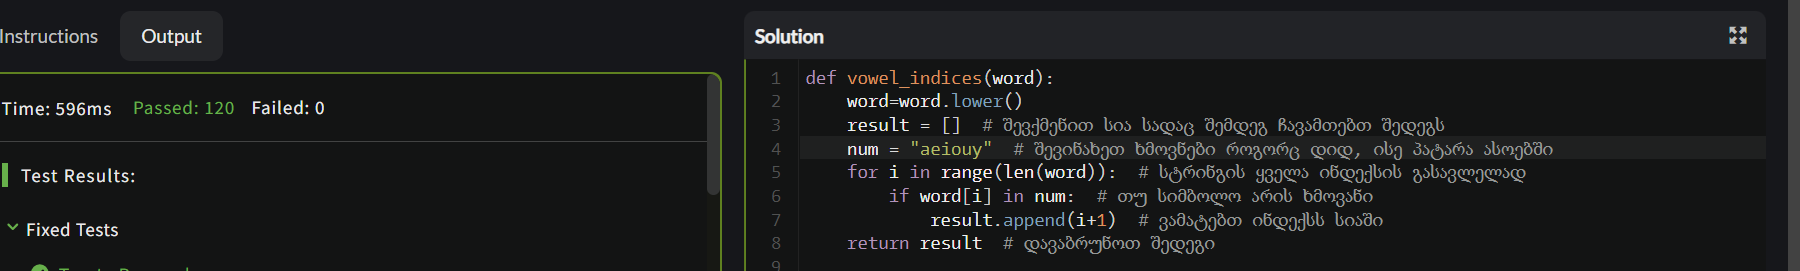 Instructions
Output
Time: 596ms Passed: 120 Failed: 0
Test Results:
Fixed Tests
Solution
1 def vowel_indices(word):
2 word=word.lower()
3 result = [] # შევქმენით სია სადაც შემდეგ ჩავამთებთ შედეგს
4 num = "aeiouy" # შევინახეთ ხმოვნები როგორც დიდ, ისე პატარა ასოებში
5 for i in range(len(word)): # სტრინგის ყველა ინდექსის გასავლელად
6 if word[i] in num: # თუ სიმბოლო არის ხმოვანი
7 result.append(i+1) # ვამატებთ ინდექსს სიაში
8 return result # დავაბრუნოთ შედეგი
9